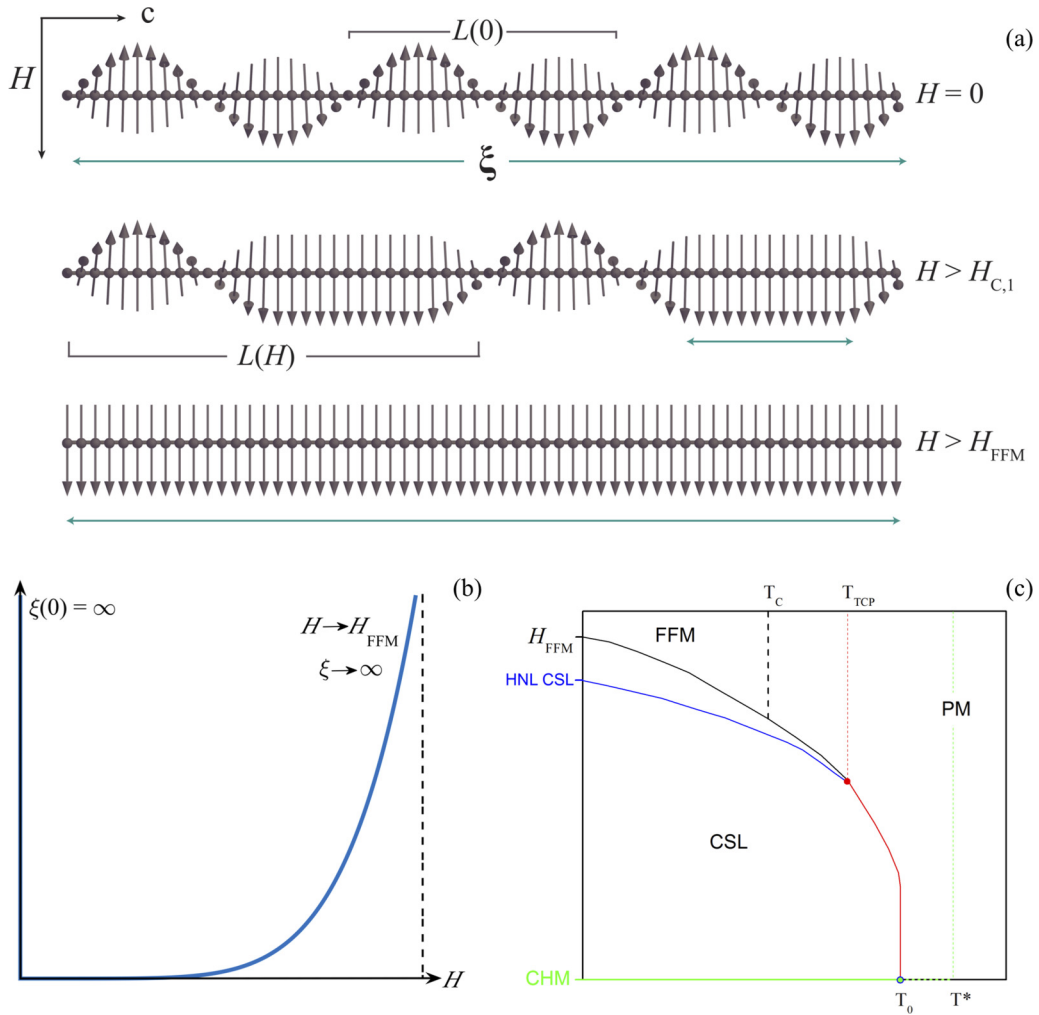 c
L(0)
(a)
H
H = 0
ξ
H > H_C,1
L(H)
H > H_FFM
ξ(0) = ∞
(b)
H→H_FFM
ξ→∞
H
T_C
T_TCP
(c)
FFM
H_FFM
HNL CSL
PM
CSL
CHM
T_0
T*